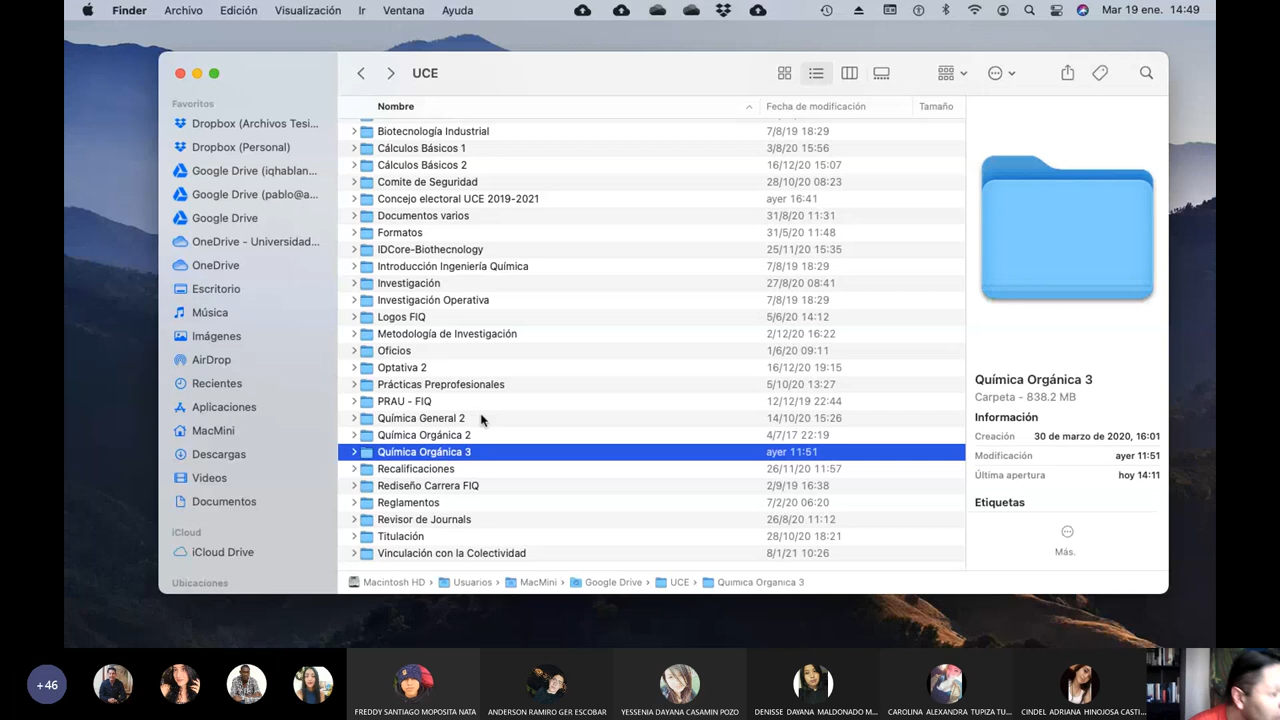 Finder Archivo Edición Visualización Ir Ventana Ayuda Mar 19 ene. 14:49
UCE
Favoritos
Dropbox (Archivos Tesi...
Dropbox (Personal)
Google Drive (iqhablan...
Google Drive (pablo@a...
Google Drive
OneDrive - Universidad...
OneDrive
Escritorio
Música
Imágenes
AirDrop
Recientes
Aplicaciones
MacMini
Descargas
Videos
Documentos
iCloud
iCloud Drive
Ubicaciones
Nombre Fecha de modificación Tamaño
Biotecnología Industrial 7/8/19 18:29
Cálculos Básicos 1 3/8/20 15:56
Cálculos Básicos 2 16/12/20 15:07
Comite de Seguridad 28/10/20 08:23
Concejo electoral UCE 2019-2021 ayer 16:41
Documentos varios 31/8/20 11:31
Formatos 31/5/20 11:48
IDCore-Biothecnology 25/11/20 15:35
Introducción Ingeniería Química 7/8/19 18:29
Investigación 27/8/20 08:41
Investigación Operativa 7/8/19 18:29
Logos FIQ 5/6/20 14:12
Metodología de Investigación 2/12/20 16:22
Oficios 1/6/20 09:11
Optativa 2 16/12/20 19:15
Prácticas Preprofesionales 5/10/20 13:27
PRAU - FIQ 12/12/19 22:44
Química General 2 14/10/20 15:26
Química Orgánica 2 4/7/17 22:19
Química Orgánica 3 ayer 11:51
Recalificaciones 26/11/20 11:57
Rediseño Carrera FIQ 2/9/19 16:38
Reglamentos 7/2/20 06:20
Revisor de Journals 26/8/20 11:12
Titulación 28/10/20 18:21
Vinculación con la Colectividad 8/1/21 10:26
Química Orgánica 3
Carpeta - 838.2 MB
Información
Creación 30 de marzo de 2020, 16:01
Modificación ayer 11:51
Última apertura hoy 14:11
Etiquetas
Más.
Macintosh HD › Usuarios › MacMini › Google Drive › UCE › Química Orgánica 3
+46
FREDDY SANTIAGO MOPOSITA NATA
ANDERSON RAMIRO GER ESCOBAR
YESSENIA DAYANA CASAMIN POZO
DENISSE DAYANA MALDONADO M...
CAROLINA ALEXANDRA TUPIZA TU...
CINDEL ADRIANA HINOJOSA CASTI...